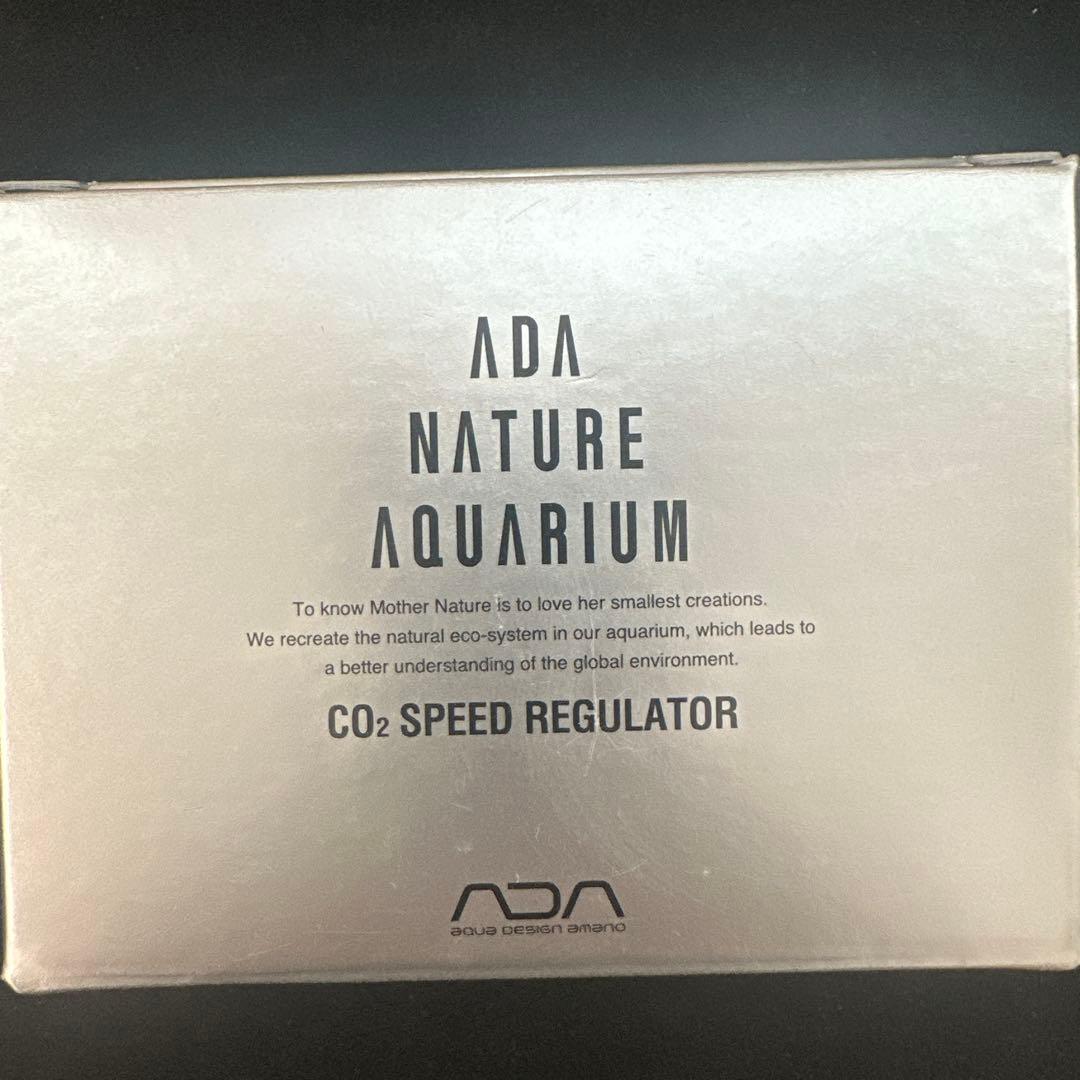 ADA
NATURE
AQUARIUM
To know Mother Nature is to love her smallest creations.
We recreate the natural eco-system in our aquarium, which leads to
a better understanding of the global environment.
CO₂ SPEED REGULATOR
ADA
aqua DESIGN amano